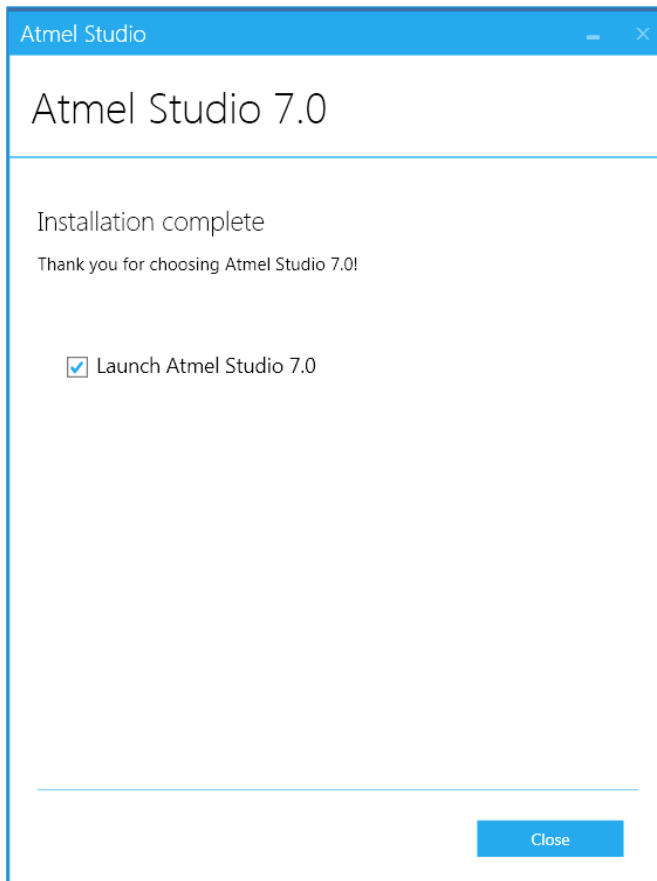 Atmel Studio
Atmel Studio 7.0
Installation complete
Thank you for choosing Atmel Studio 7.0!
Launch Atmel Studio 7.0
Close